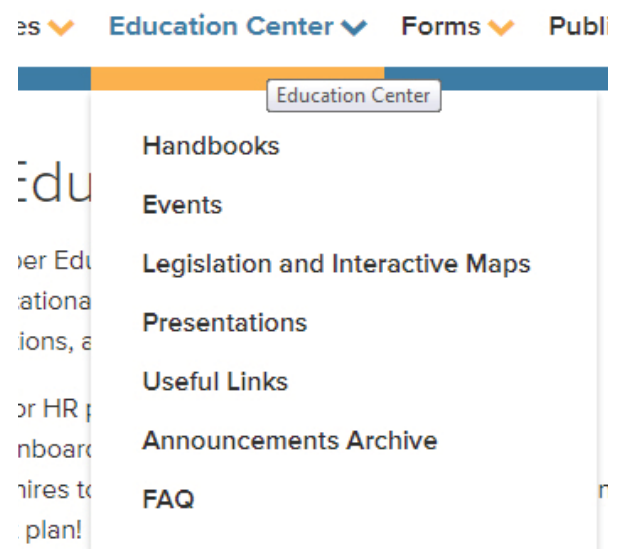 es Education Center Forms Publi
Education Center
Handbooks
Edu
Events
per Edu
Legislation and Interactive Maps
cationa
Presentations
tions, a
Useful Links
or HR p
Announcements Archive
nboard
FAQ
hires to
n
plan!